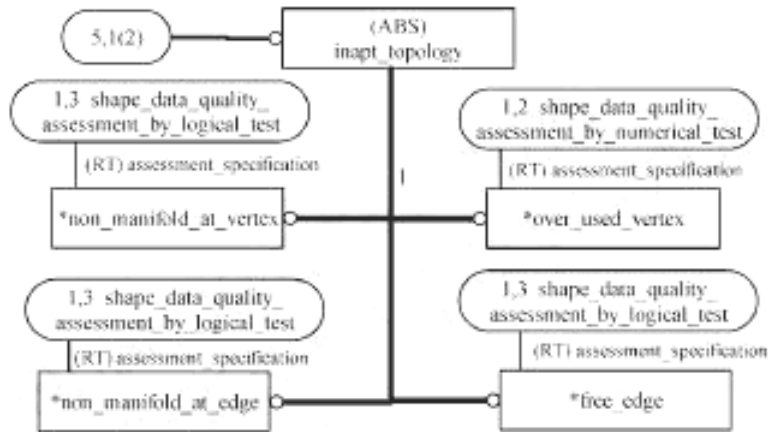 5,1(2)
(ABS)
inapt_topology
1,3 shape_data_quality_
assessment_by_logical_test
1,2 shape_data_quality_
assessment_by_numerical_test
(RT) assessment_specification
(RT) assessment_specification
1
*non_manifold_at_vertex
*over_used_vertex
1,3 shape_data_quality_
assessment_by_logical_test
1,3 shape_data_quality_
assessment_by_logical_test
(RT) assessment_specification
(RT) assessment_specification
*non_manifold_at_edge
*free_edge